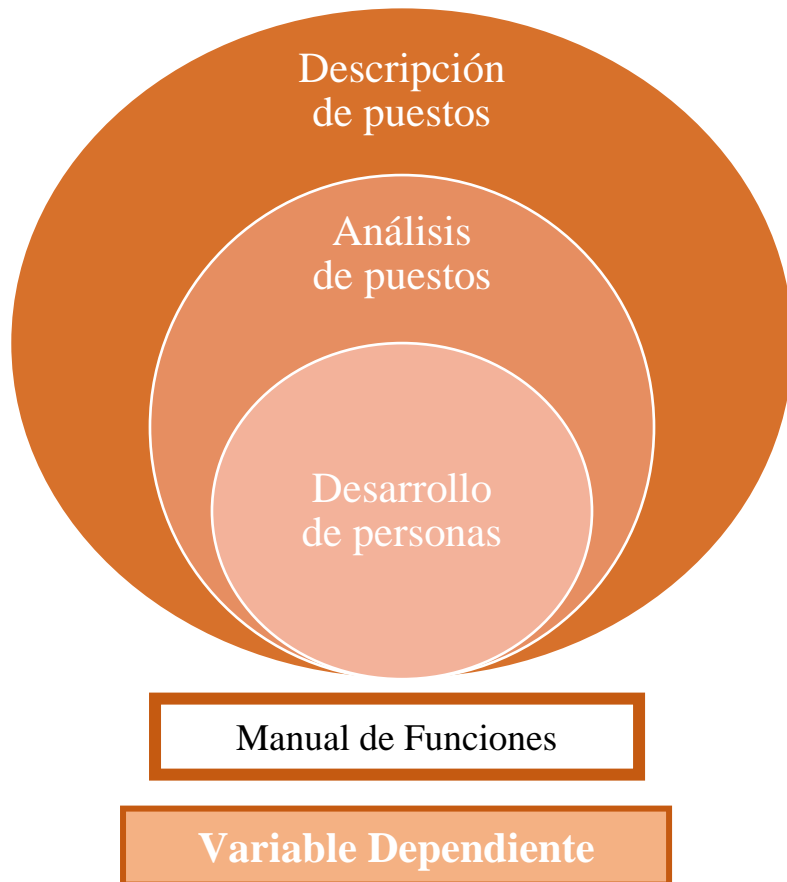 Descripción
de puestos
Análisis
de puestos
Desarrollo
de personas
Manual de Funciones
Variable Dependiente